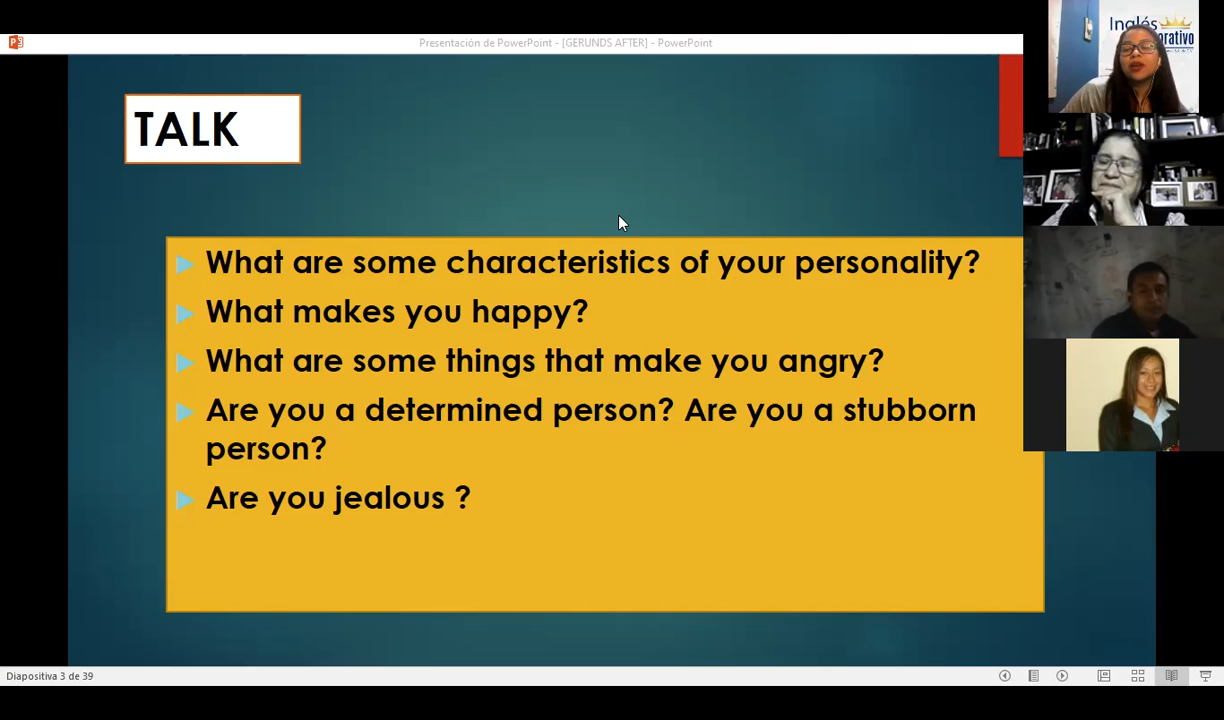 Presentación de PowerPoint - [GERUNDS AFTER] - PowerPoint
Inglés
orativo
TALK
What are some characteristics of your personality?
What makes you happy?
What are some things that make you angry?
Are you a determined person? Are you a stubborn
person?
Are you jealous ?
Diapositiva 3 de 39